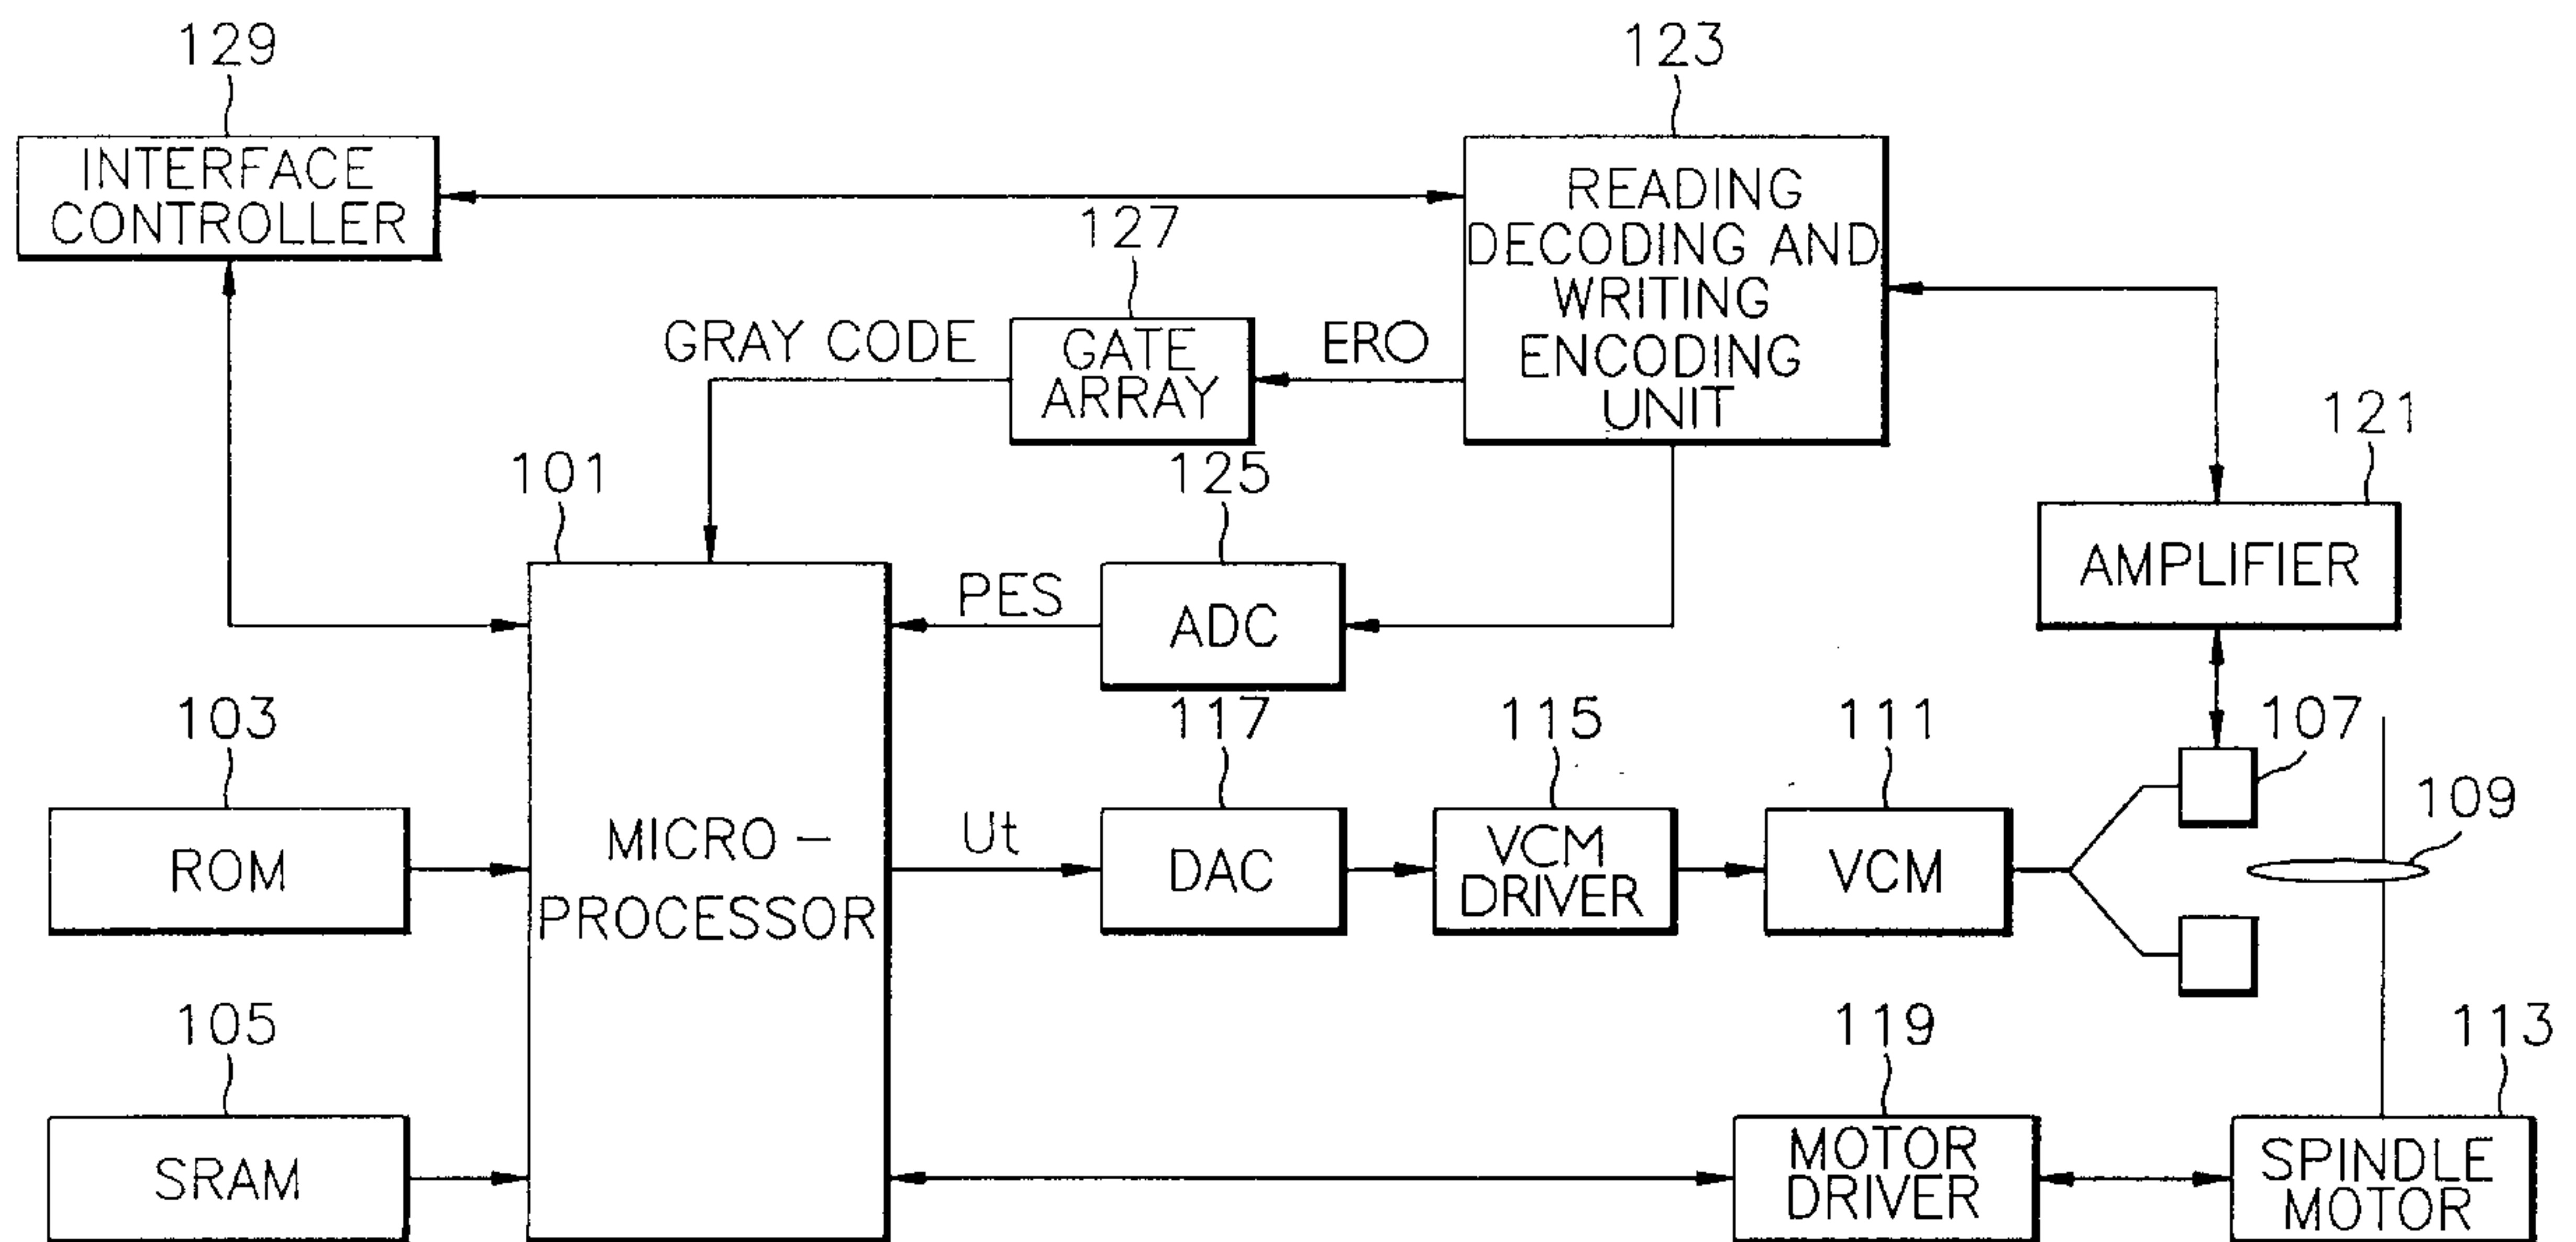 129
123
INTERFACE
CONTROLLER
READING
DECODING AND
WRITING
ENCODING
UNIT
127
GRAY CODE
GATE
ARRAY
ERO
121
101
125
AMPLIFIER
PES
ADC
103
117
115
111
107
109
ROM
MICRO -
PROCESSOR
Ut
DAC
VCM
DRIVER
VCM
105
119
113
SRAM
MOTOR
DRIVER
SPINDLE
MOTOR